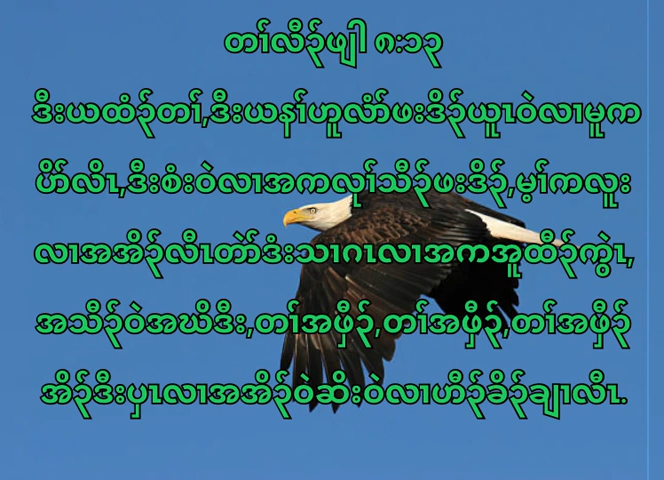 တၢ်လီၣ်ဖျါ ၈:၁၃
ဒီးယထံၣ်တၢ်,ဒီးယနၢ်ဟူလံာ်ဖးဒိၣ်ယူၤဝဲလၢမူက
ပိာ်လိၤ,ဒီးစံးဝဲလၢအကလုၢ်သီၣ်ဖးဒိၣ်,မ့ၢ်ကလူး
လၢအအိၣ်လီၤတဲာ်ဒံးသၢဂၤလၢအကအူထီၣ်ကွဲၤ,
အသီၣ်ဝဲအဃိဒီး,တၢ်အဖှီၣ်,တၢ်အဖှီၣ်,တၢ်အဖှီၣ်
အိၣ်ဒီးပှၤလၢအအိၣ်ဝဲဆိးဝဲလၢဟီၣ်ခိၣ်ချၢလီၤ.